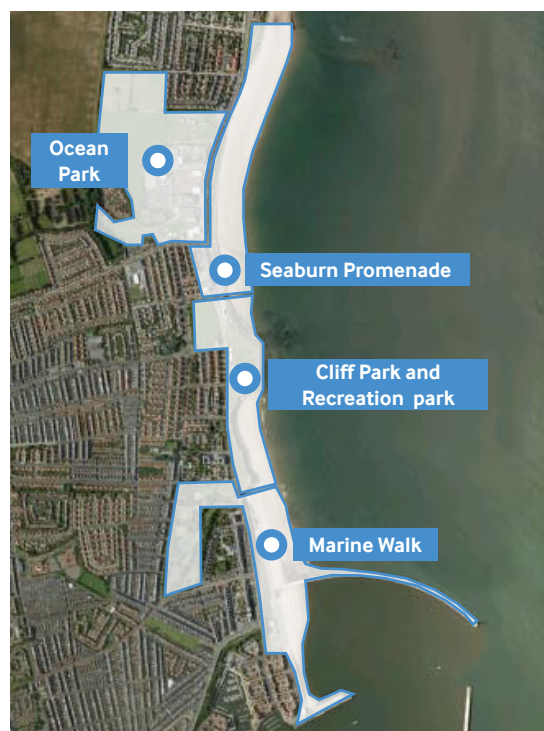 Ocean
Park
Seaburn Promenade
Cliff Park and
Recreation park
Marine Walk